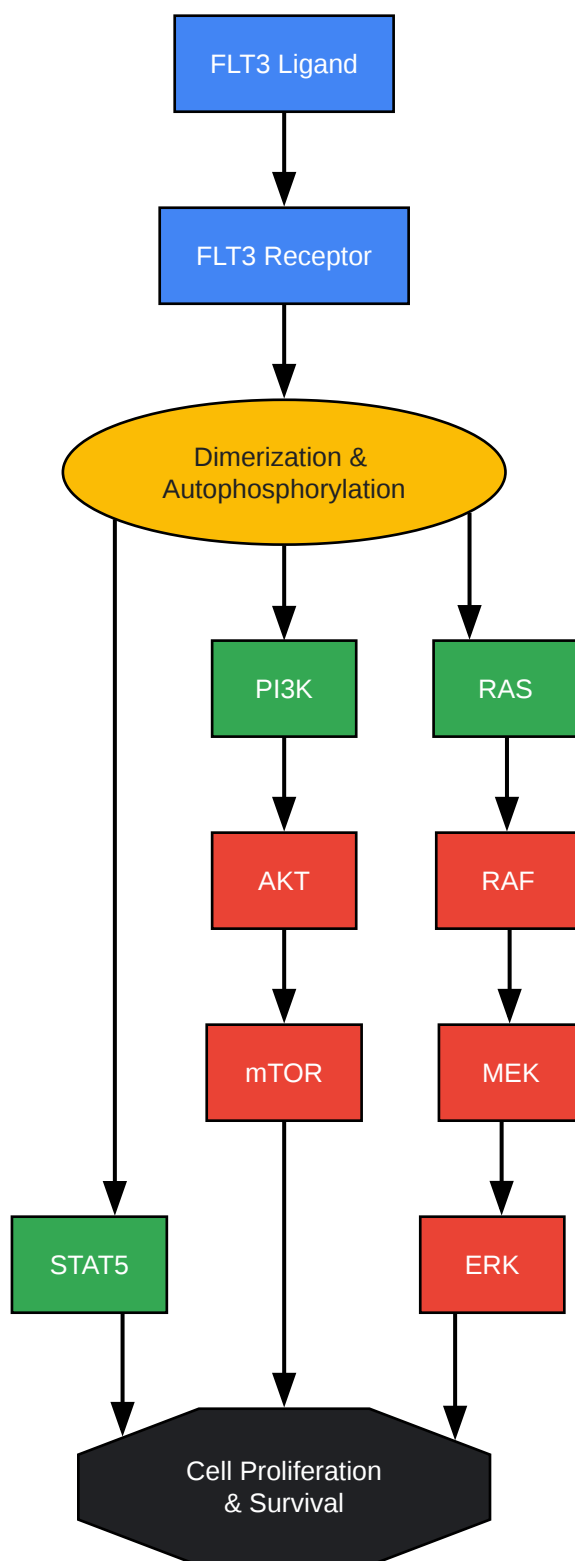 FLT3 Ligand
FLT3 Receptor
Dimerization &
Autophosphorylation
PI3K
RAS
AKT
RAF
mTOR
MEK
STAT5
ERK
Cell Proliferation
& Survival